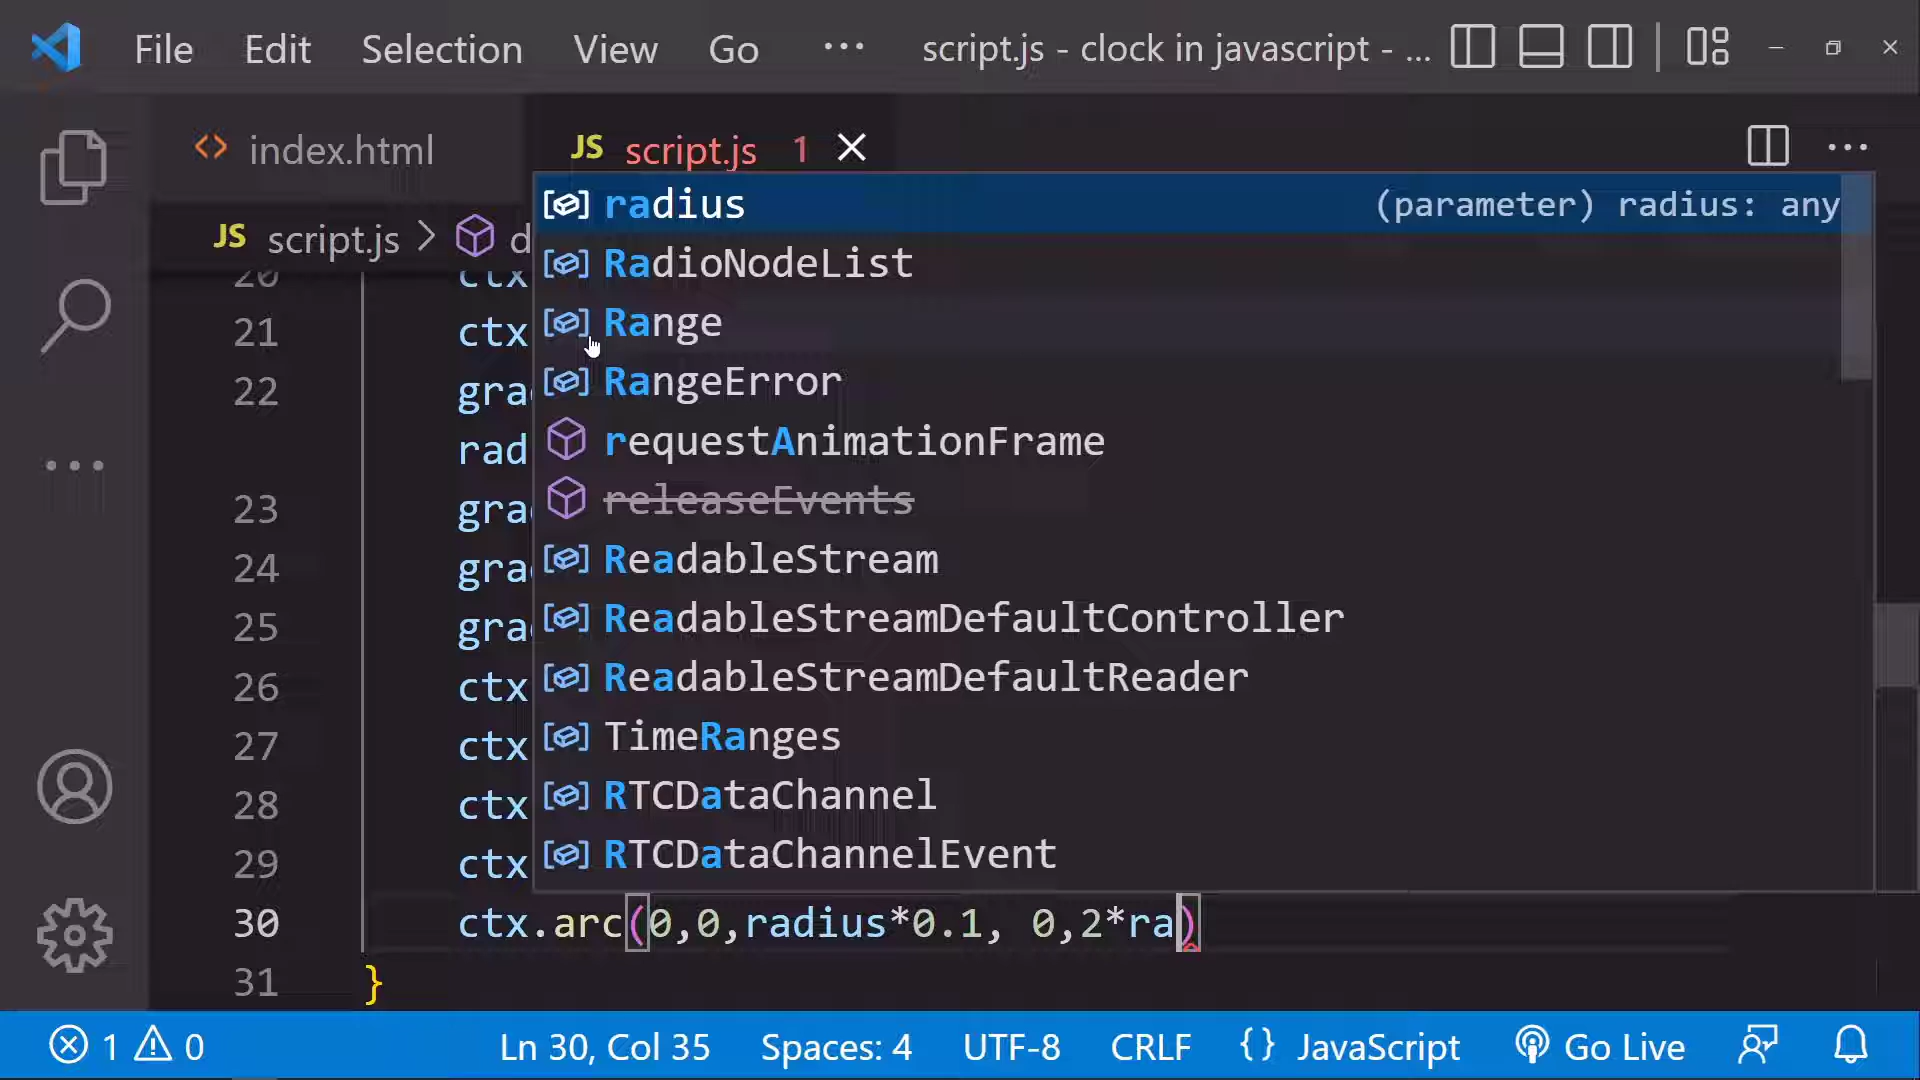 File Edit Selection View Go ··· script.js - clock in javascript - ...
index.html JS script.js 1
JS script.js > d
radius (parameter) radius: any
RadioNodeList
Range
RangeError
requestAnimationFrame
releaseEvents
ReadableStream
ReadableStreamDefaultController
ReadableStreamDefaultReader
TimeRanges
RTCDataChannel
RTCDataChannelEvent
20 ctx
21 ctx
22 gra
rad
23 gra
24 gra
25 gra
26 ctx
27 ctx
28 ctx
29 ctx
30 ctx.arc(0,0,radius*0.1, 0,2*ra)
31 }
1 0 Ln 30, Col 35 Spaces: 4 UTF-8 CRLF {} JavaScript Go Live